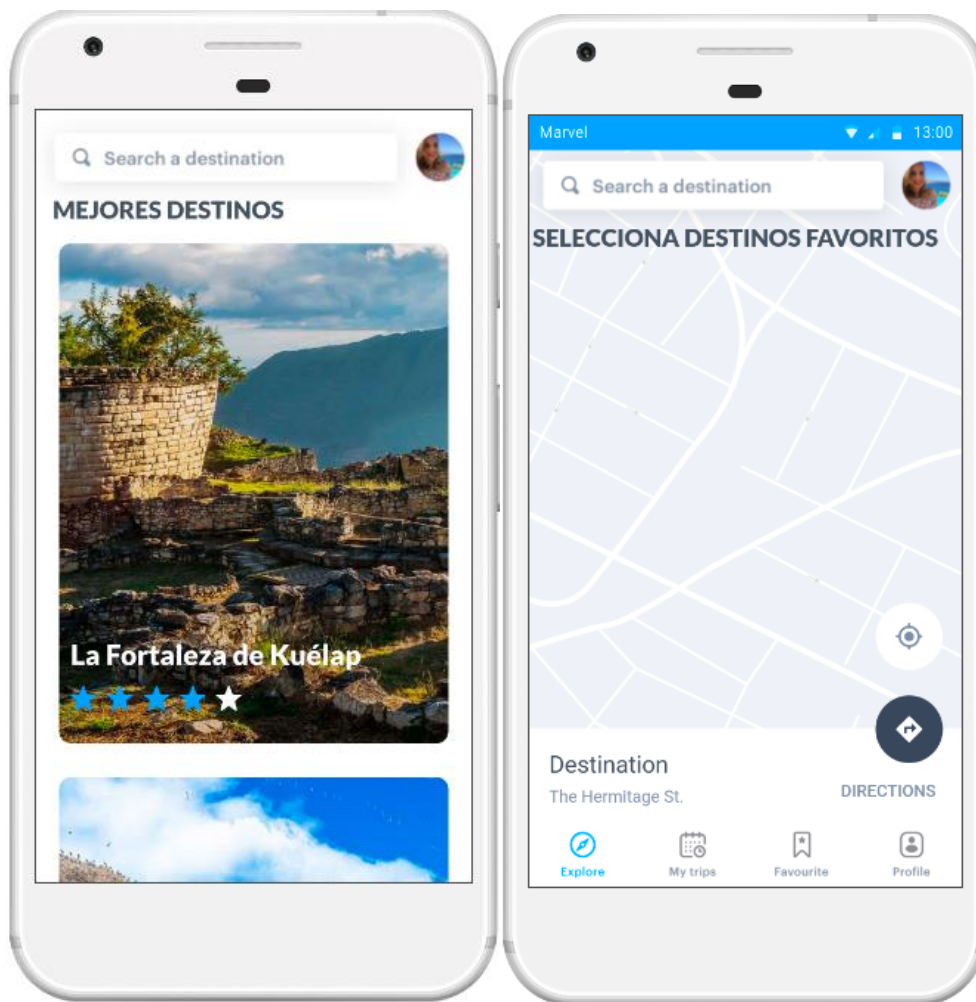 Search a destination
MEJORES DESTINOS
La Fortaleza de Kuélap
Marvel 13:00
Search a destination
SELECCIONA DESTINOS FAVORITOS
Destination
The Hermitage St.
DIRECTIONS
Explore My trips Favourite Profile